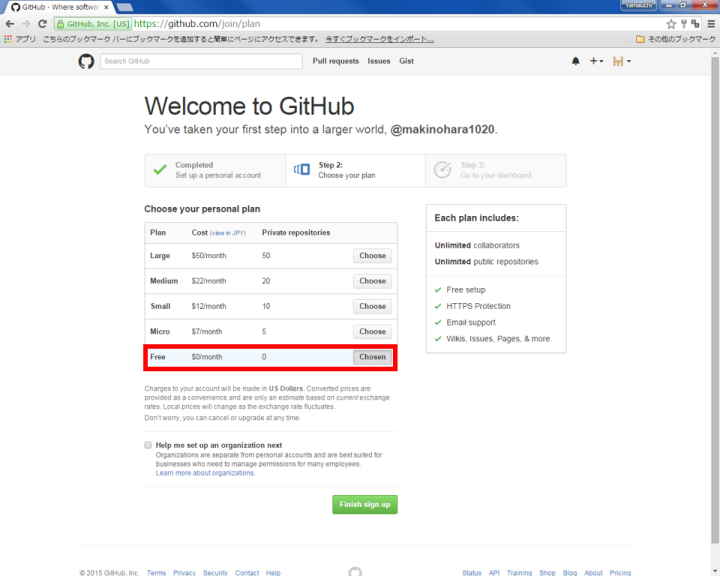 GitHub · Where softwa
Yamauchi
GitHub, Inc. [US] https://github.com/join/plan
アプリ こちらのブックマーク バーにブックマークを追加すると簡単にページにアクセスできます。 今すぐブックマークをインポート... その他のブックマーク
Search GitHub Pull requests Issues Gist
Welcome to GitHub
You've taken your first step into a larger world, @makinohara1020.
Completed
Set up a personal account
Step 2:
Choose your plan
Step 3:
Go to your dashboard
Choose your personal plan
Plan Cost (view in JPY) Private repositories
Large $50/month 50 Choose
Medium $22/month 20 Choose
Small $12/month 10 Choose
Micro $7/month 5 Choose
Free $0/month 0 Chosen
Charges to your account will be made in US Dollars. Converted prices are
provided as a convenience and are only an estimate based on current exchange
rates. Local prices will change as the exchange rate fluctuates.
Don't worry, you can cancel or upgrade at any time.
Help me set up an organization next
Organizations are separate from personal accounts and are best suited for
businesses who need to manage permissions for many employees.
Learn more about organizations.
Finish sign up
Each plan includes:
Unlimited collaborators
Unlimited public repositories
Free setup
HTTPS Protection
Email support
Wikis, Issues, Pages, & more
© 2015 GitHub, Inc. Terms Privacy Security Contact Help
Status API Training Shop Blog About Pricing